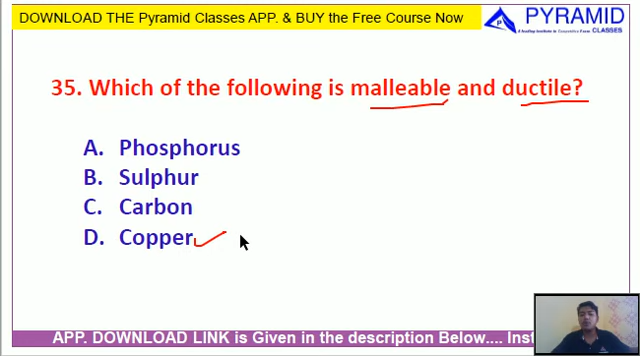 DOWNLOAD THE Pyramid Classes APP. & BUY the Free Course Now
PYRAMID
CLASSES
35. Which of the following is malleable and ductile?
A. Phosphorus
B. Sulphur
C. Carbon
D. Copper
APP. DOWNLOAD LINK is Given in the description Below.... Inst